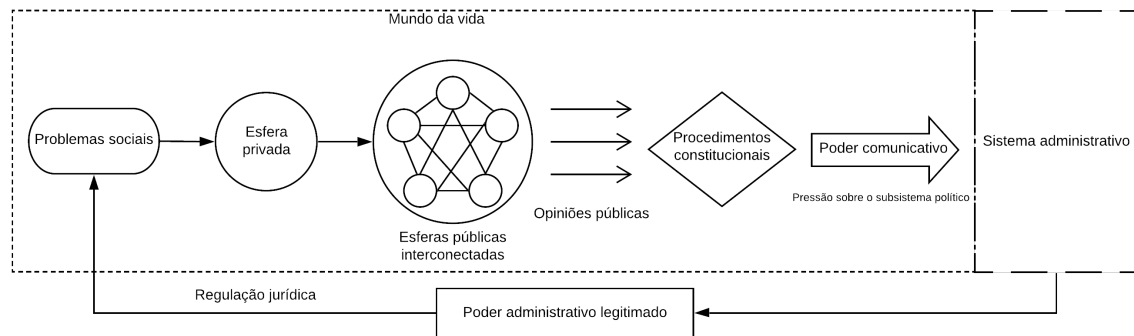 Mundo da vida
Problemas sociais
Esfera
privada
Esferas públicas
interconectadas
Opiniões públicas
Procedimentos
constitucionais
Poder comunicativo
Pressão sobre o subsistema político
Sistema administrativo
Regulação jurídica
Poder administrativo legitimado